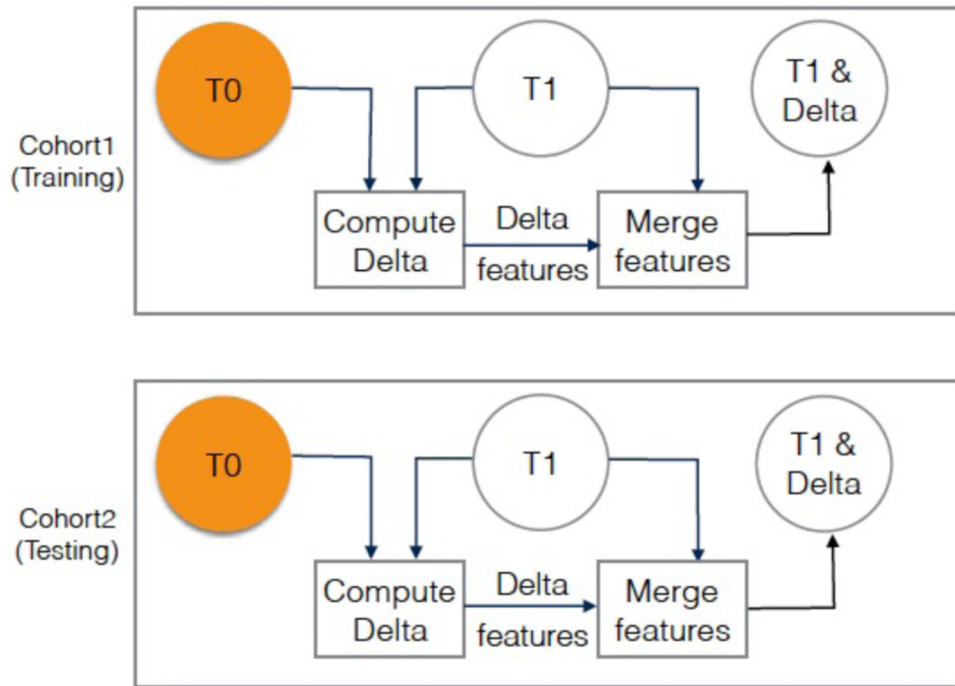 T0
T1
T1 &
Delta
Cohort1
(Training)
Compute
Delta
Delta
features
Merge
features
T0
T1
T1 &
Delta
Cohort2
(Testing)
Compute
Delta
Delta
features
Merge
features